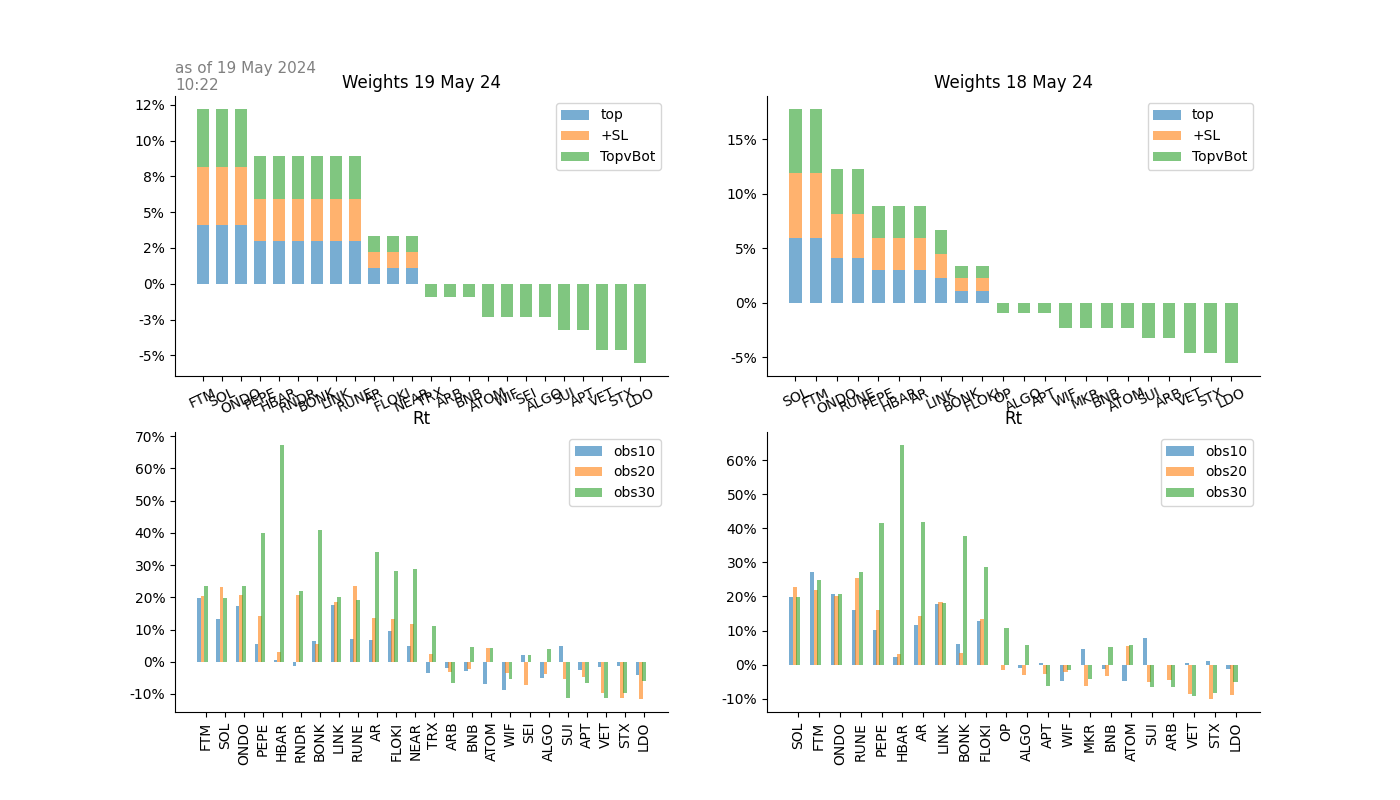 as of 19 May 2024
10:22
Weights 19 May 24
12%
10%
8%
5%
2%
0%
-3%
-5%
top
+SL
TopvBot
FTM SOL ONDO PEPE HBAR RNDR BONK LINK RUNE AR FLOKI NEAR TRX ARB BNB ATOM WIF SEI ALGO SUI APT VET STX LDO
Weights 18 May 24
15%
10%
5%
0%
-5%
top
+SL
TopvBot
SOL FTM ONDO RUNE PEPE HBAR AR LINK BONK FLOKI OP ALGO APT WIF MKR BNB ATOM SUI ARB VET STX LDO
Rt
70%
60%
50%
40%
30%
20%
10%
0%
-10%
obs10
obs20
obs30
FTM SOL ONDO PEPE HBAR RNDR BONK LINK RUNE AR FLOKI NEAR TRX ARB BNB ATOM WIF SEI ALGO SUI APT VET STX LDO
Rt
60%
50%
40%
30%
20%
10%
0%
-10%
obs10
obs20
obs30
SOL FTM ONDO RUNE PEPE HBAR AR LINK BONK FLOKI OP ALGO APT WIF MKR BNB ATOM SUI ARB VET STX LDO